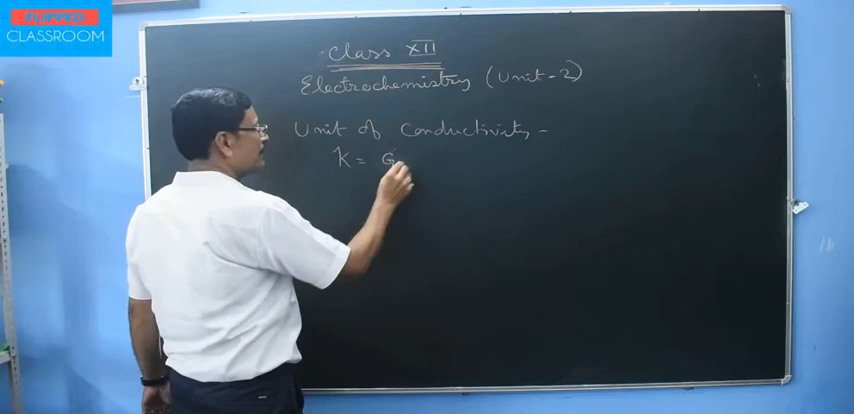 FLIPPED
CLASSROOM
Class XII
Electrochemistry (Unit-2)
Unit of Conductivity -
K = G